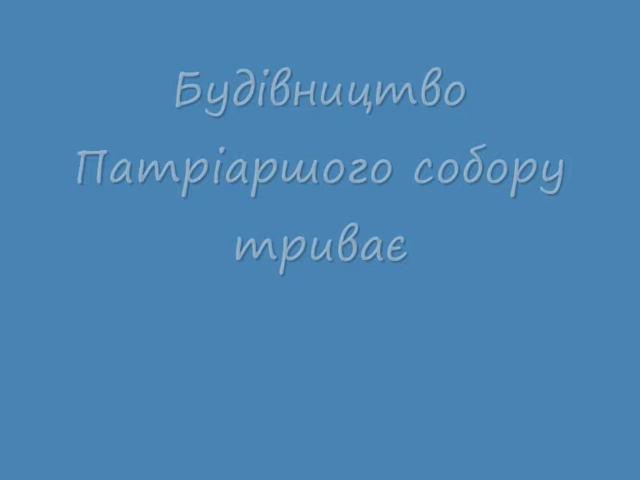 Будівництво
Патріаршого собору
триває